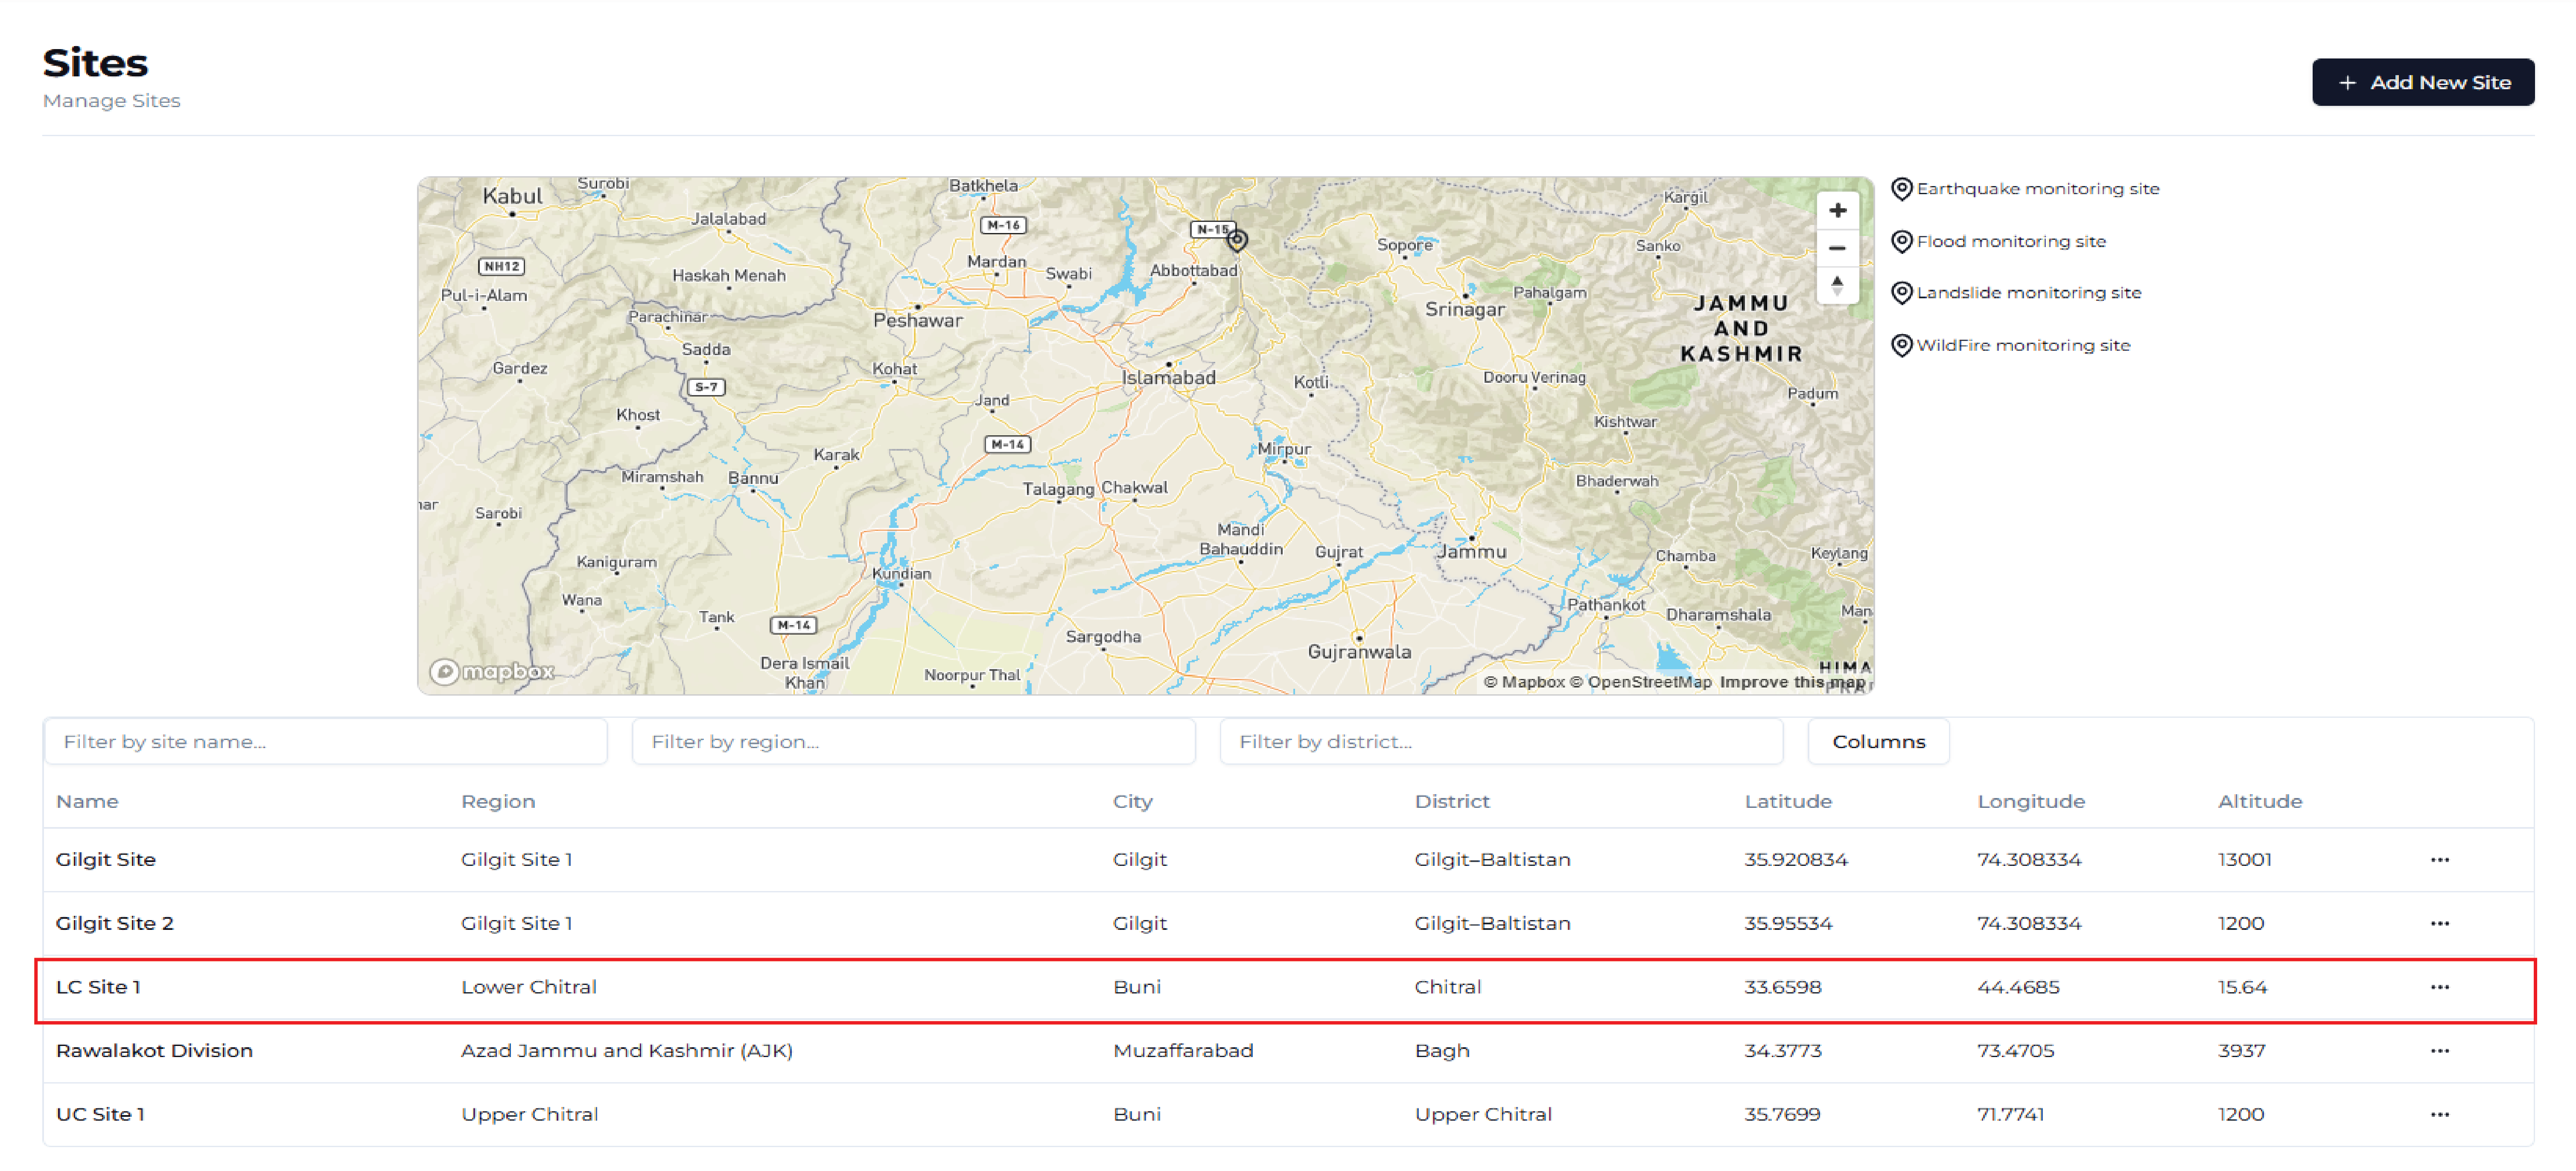 Sites
Manage Sites
+ Add New Site
Kabul
Surobi
Batkhela
Kargil
Jalalabad
M-16
N-15
Sopore
Sanko
NH12
Haskah Menah
Mardan
Swabi
Abbottabad
Pul-i-Alam
Pahalgam
Srinagar
JAMMU
AND
KASHMIR
Parachinar
Peshawar
Sadda
Gardez
Kohat
Islamabad
Kotli
Dooru Verinag
S-7
Jand
Padum
Khost
Kishtwar
M-14
Karak
Mirpur
Miramshah
Bannu
Talagang
Chakwal
Bhaderwah
nar
Sarobi
Mandi
Bahauddin
Gujrat
Jammu
Chamba
Keylang
Kaniguram
Kundian
Wana
Tank
M-14
Pathankot
Dharamshala
Man
Sargodha
Gujranwala
Dera Ismail
Khan
Noorpur Thal
HIMA
PRA
mapbox
© Mapbox © OpenStreetMap Improve this map
Earthquake monitoring site
Flood monitoring site
Landslide monitoring site
WildFire monitoring site
Filter by site name... Filter by region... Filter by district... Columns
Name Region City District Latitude Longitude Altitude
Gilgit Site Gilgit Site 1 Gilgit Gilgit–Baltistan 35.920834 74.308334 13001 ...
Gilgit Site 2 Gilgit Site 1 Gilgit Gilgit–Baltistan 35.95534 74.308334 1200 ...
LC Site 1 Lower Chitral Buni Chitral 33.6598 44.4685 15.64 ...
Rawalakot Division Azad Jammu and Kashmir (AJK) Muzaffarabad Bagh 34.3773 73.4705 3937 ...
UC Site 1 Upper Chitral Buni Upper Chitral 35.7699 71.7741 1200 ...